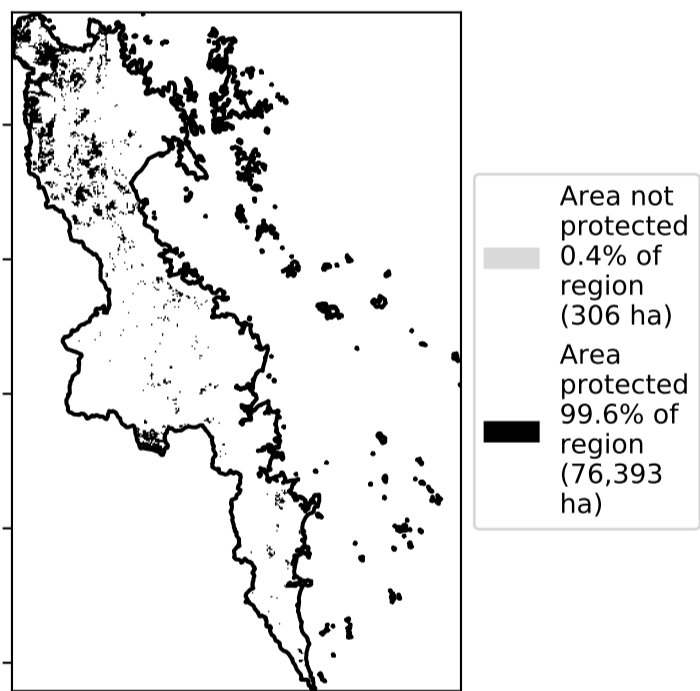 Area not
protected
0.4% of
region
(306 ha)
Area
protected
99.6% of
region
(76,393
ha)